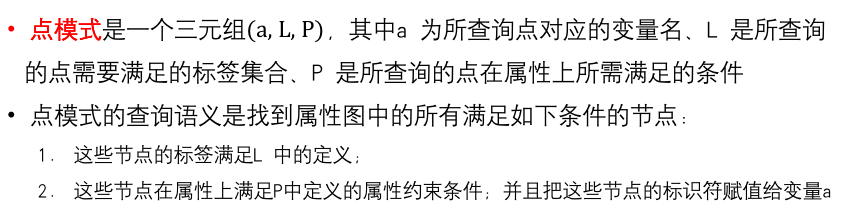 • 点模式是一个三元组(a, L, P)，其中a 为所查询点对应的变量名、L 是所查询
的点需要满足的标签集合、P 是所查询的点在属性上所需满足的条件
• 点模式的查询语义是找到属性图中的所有满足如下条件的节点：
1. 这些节点的标签满足L 中的定义；
2. 这些节点在属性上满足P中定义的属性约束条件；并且把这些节点的标识符赋值给变量a